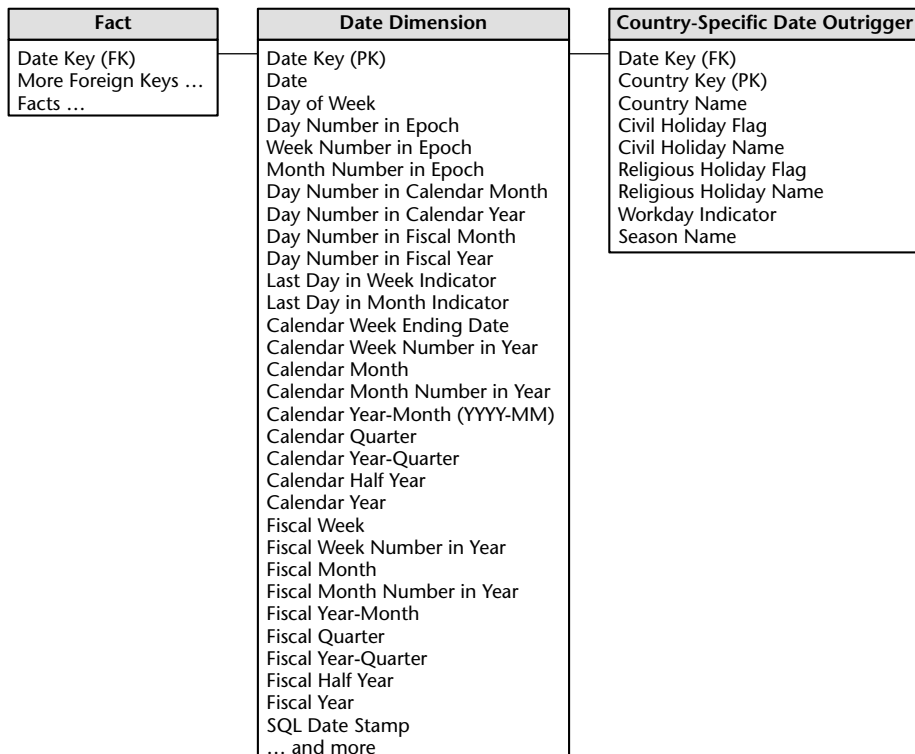 Fact
Date Key (FK)
More Foreign Keys …
Facts …
Date Dimension
Date Key (PK)
Date
Day of Week
Day Number in Epoch
Week Number in Epoch
Month Number in Epoch
Day Number in Calendar Month
Day Number in Calendar Year
Day Number in Fiscal Month
Day Number in Fiscal Year
Last Day in Week Indicator
Last Day in Month Indicator
Calendar Week Ending Date
Calendar Week Number in Year
Calendar Month
Calendar Month Number in Year
Calendar Year-Month (YYYY-MM)
Calendar Quarter
Calendar Year-Quarter
Calendar Half Year
Calendar Year
Fiscal Week
Fiscal Week Number in Year
Fiscal Month
Fiscal Month Number in Year
Fiscal Year-Month
Fiscal Quarter
Fiscal Year-Quarter
Fiscal Half Year
Fiscal Year
SQL Date Stamp
… and more
Country-Specific Date Outrigger
Date Key (FK)
Country Key (PK)
Country Name
Civil Holiday Flag
Civil Holiday Name
Religious Holiday Flag
Religious Holiday Name
Workday Indicator
Season Name